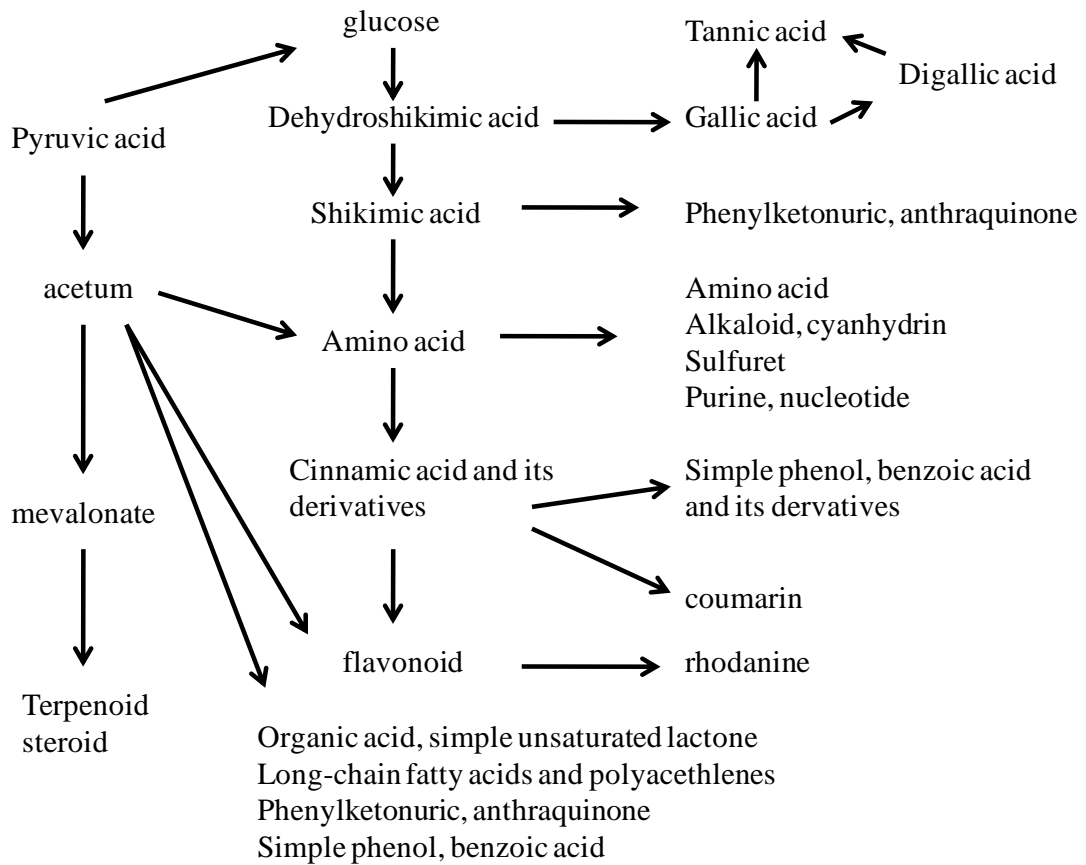 glucose
Tannic acid
Digallic acid
Dehydroshikimic acid
Gallic acid
Pyruvic acid
Shikimic acid
Phenylketonuric, anthraquinone
acetum
Amino acid
Amino acid
Alkaloid, cyanhydrin
Sulfuret
Purine, nucleotide
Cinnamic acid and its
derivatives
Simple phenol, benzoic acid
and its dervatives
mevalonate
coumarin
flavonoid
rhodanine
Terpenoid
steroid
Organic acid, simple unsaturated lactone
Long-chain fatty acids and polyacethlenes
Phenylketonuric, anthraquinone
Simple phenol, benzoic acid